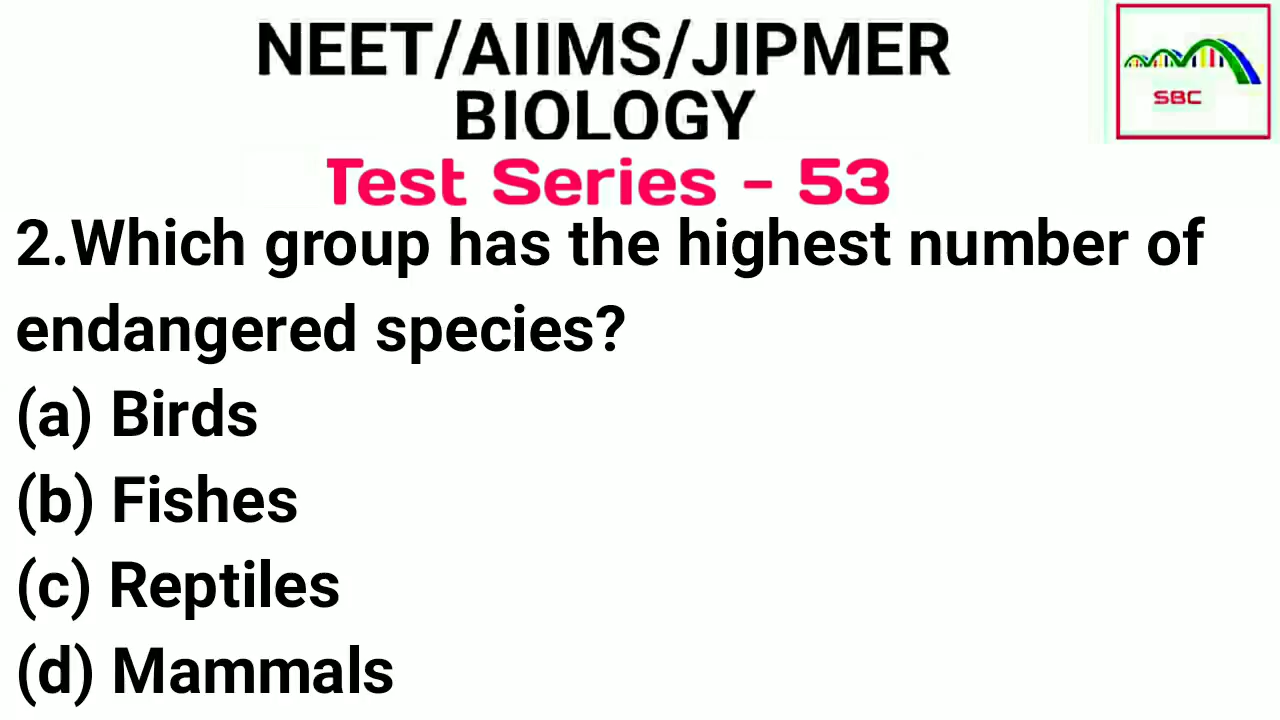 NEET/AIIMS/JIPMER
BIOLOGY
SBC
Test Series - 53
2.Which group has the highest number of
endangered species?
(a) Birds
(b) Fishes
(c) Reptiles
(d) Mammals